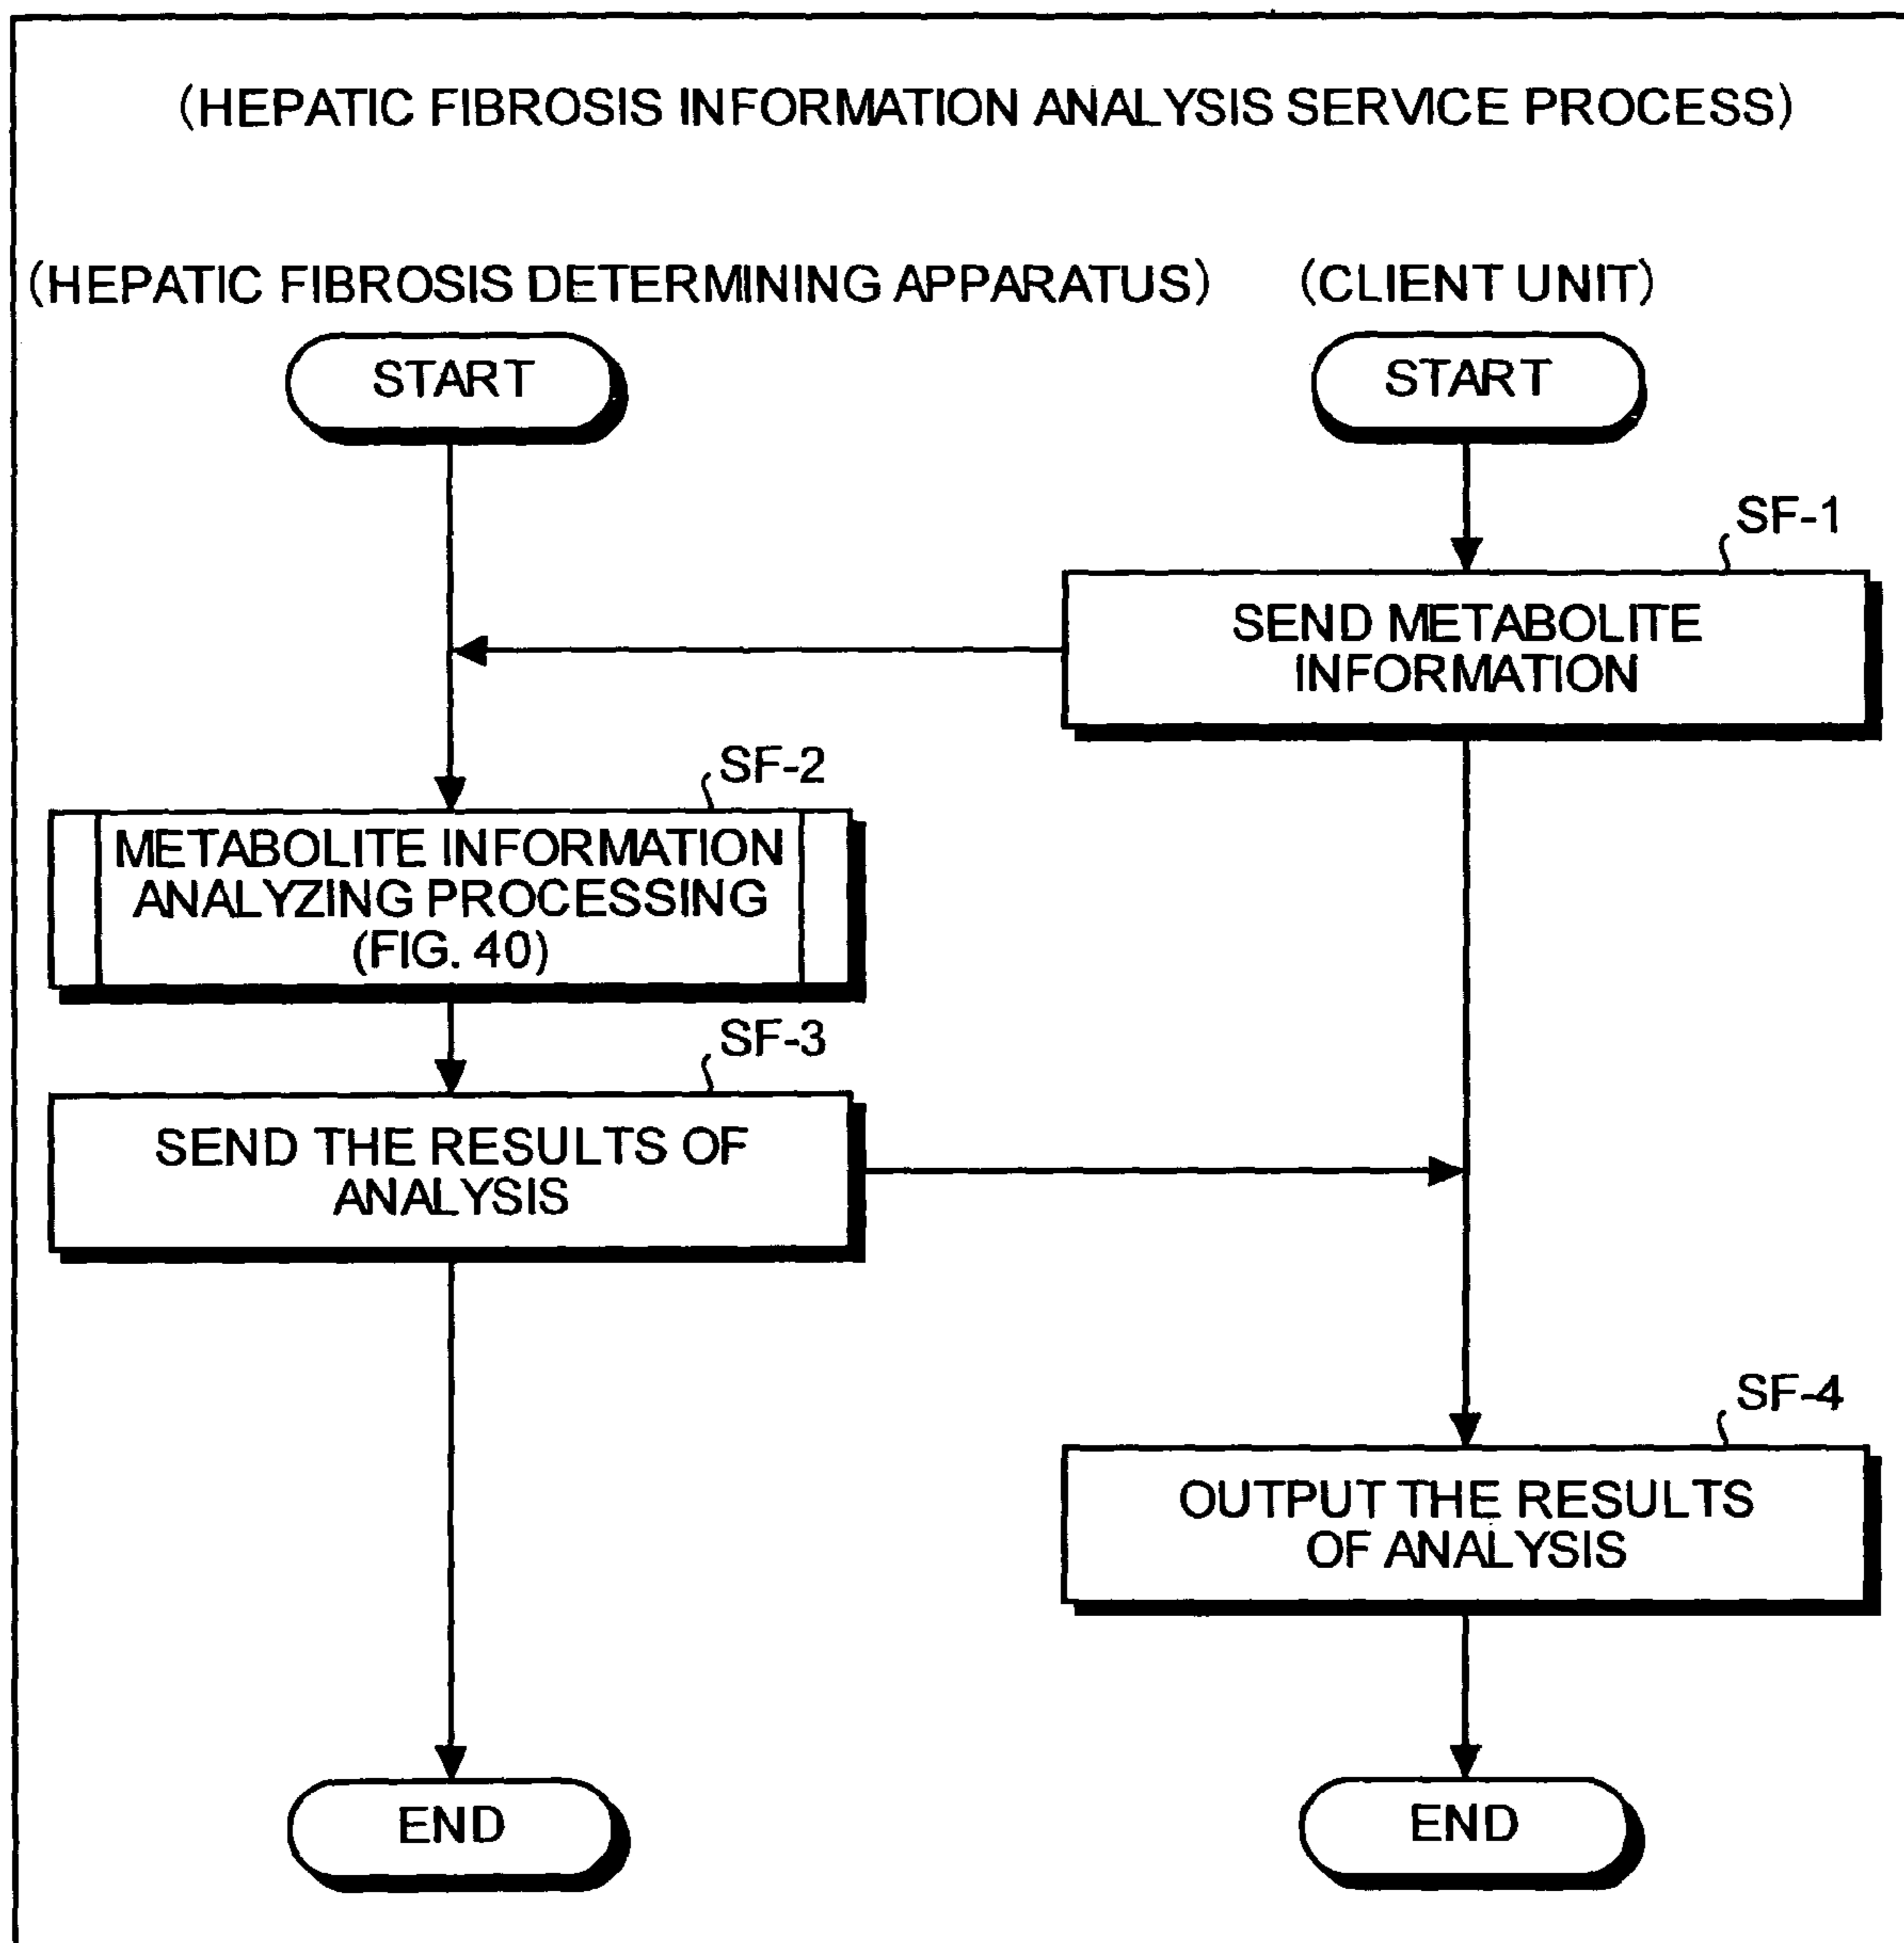 (HEPATIC FIBROSIS INFORMATION ANALYSIS SERVICE PROCESS)
(HEPATIC FIBROSIS DETERMINING APPARATUS)
(CLIENT UNIT)
START
START
SF-1
SEND METABOLITE
INFORMATION
SF-2
METABOLITE INFORMATION
ANALYZING PROCESSING
(FIG. 40)
SF-3
SEND THE RESULTS OF
ANALYSIS
SF-4
OUTPUT THE RESULTS
OF ANALYSIS
END
END